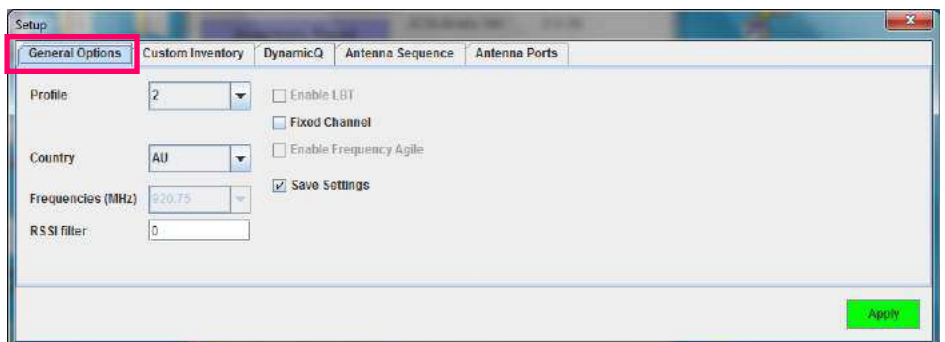 Setup
General Options Custom Inventory DynamicQ Antenna Sequence Antenna Ports
Profile 2 Enable LBT
Fixed Channel
Country AU Enable Frequency Agile
Save Settings
Frequencies (MHz) 920.75
RSSI filter 0
Apply